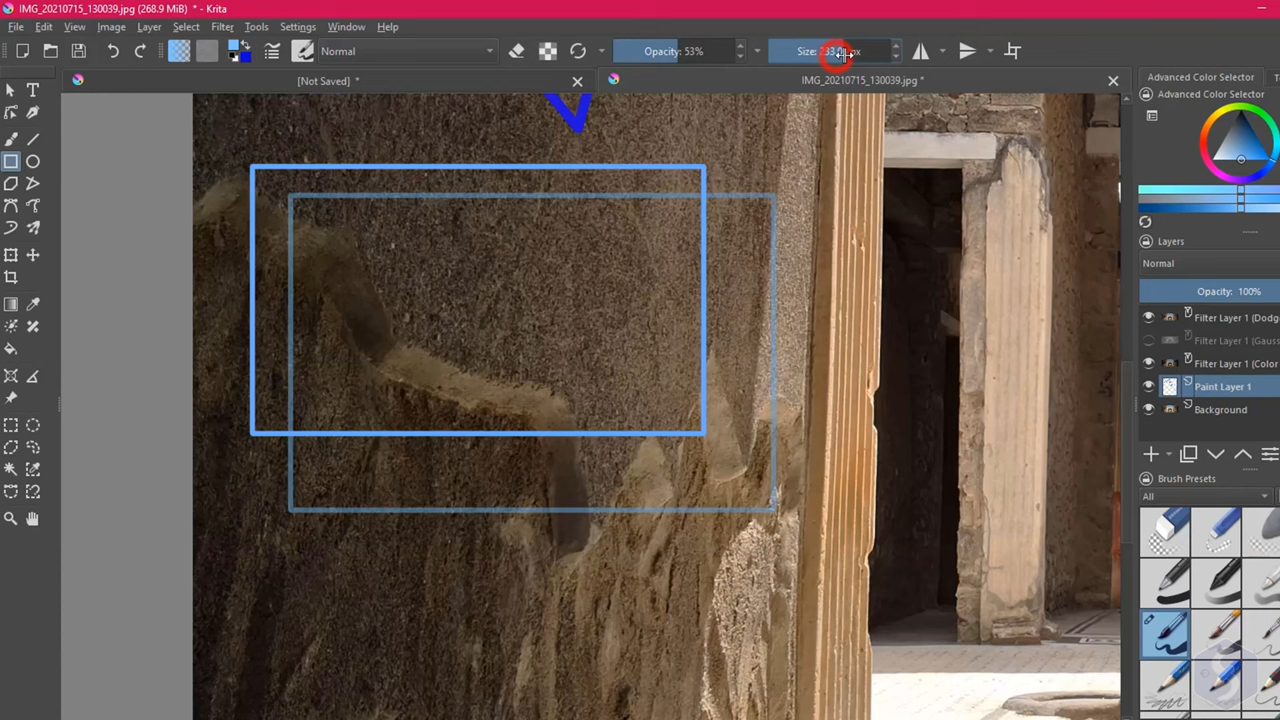 IMG_20210715_130039.jpg (268.9 MiB) * - Krita
File Edit View Image Layer Select Filter Tools Settings Window Help
Normal Opacity: 53% Size: px
[Not Saved] * IMG_20210715_130039.jpg *
Advanced Color Selector
Advanced Color Selector
Layers
Normal
Opacity: 100%
Filter Layer 1 (Dodg
Filter Layer 1 (Gauss
Filter Layer 1 (Color
Paint Layer 1
Background
Brush Presets
All